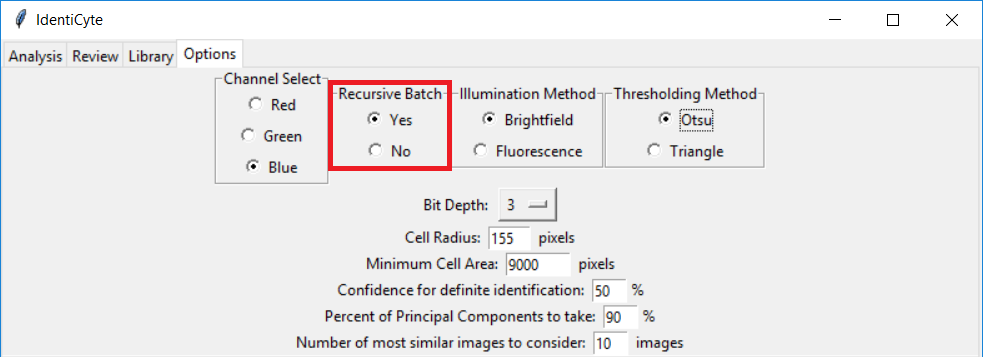 IdentiCyte
Analysis Review Library Options
Channel Select
Red
Green
Blue
Recursive Batch
Yes
No
Illumination Method
Brightfield
Fluorescence
Thresholding Method
Otsu
Triangle
Bit Depth: 3
Cell Radius: 155 pixels
Minimum Cell Area: 9000 pixels
Confidence for definite identification: 50 %
Percent of Principal Components to take: 90 %
Number of most similar images to consider: 10 images